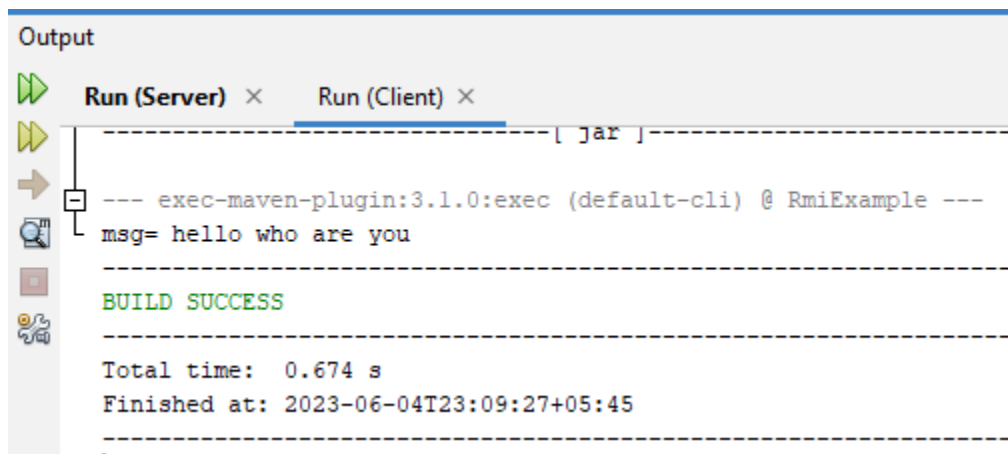 Output
Run (Server) × Run (Client) ×
--------------------------------[ jar ]--------------------------
--- exec-maven-plugin:3.1.0:exec (default-cli) @ RmiExample ---
msg= hello who are you
------------------------------------------------------------------
BUILD SUCCESS
------------------------------------------------------------------
Total time:  0.674 s
Finished at: 2023-06-04T23:09:27+05:45
------------------------------------------------------------------